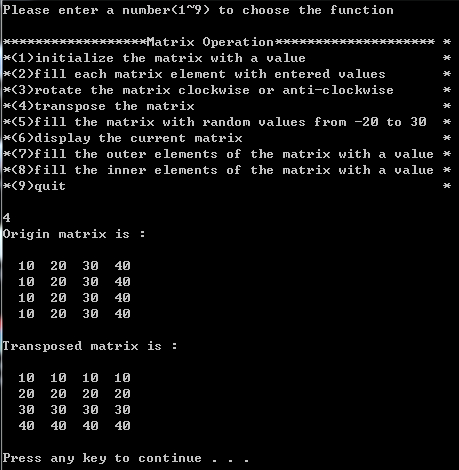 Please enter a number(1~9) to choose the function
******************Matrix Operation******************** *
*(1)initialize the matrix with a value *
*(2)fill each matrix element with entered values *
*(3)rotate the matrix clockwise or anti-clockwise *
*(4)transpose the matrix *
*(5)fill the matrix with random values from -20 to 30 *
*(6)display the current matrix *
*(7)fill the outer elements of the matrix with a value *
*(8)fill the inner elements of the matrix with a value *
*(9)quit *
4
Origin matrix is :
10 20 30 40
10 20 30 40
10 20 30 40
10 20 30 40
Transposed matrix is :
10 10 10 10
20 20 20 20
30 30 30 30
40 40 40 40
Press any key to continue . . .